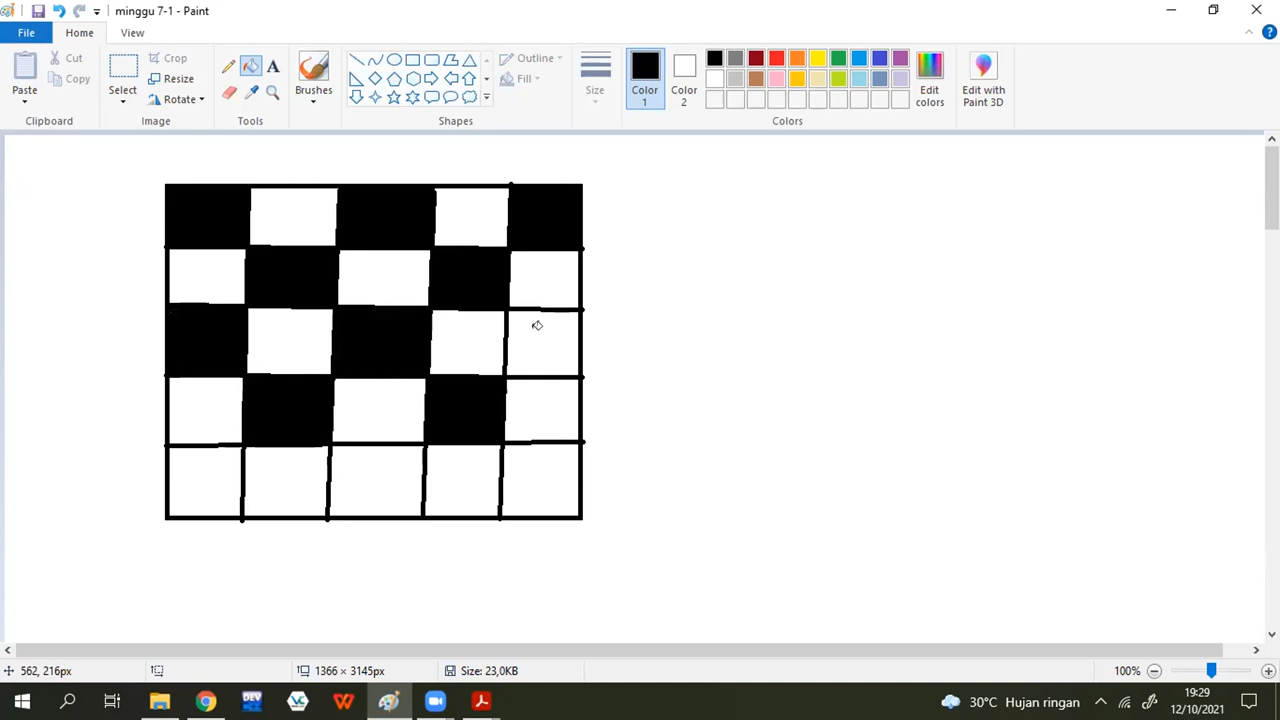 minggu 7-1 - Paint
File
Home
View
Paste
Cut
Copy
Clipboard
Select
Crop
Resize
Rotate
Image
A
Tools
Brushes
Outline
Fill
Shapes
Size
Color
1
Color
2
Edit
colors
Colors
Edit with
Paint 3D
562, 216px
1366 × 3145px
Size: 23,0KB
100%
DEV
30°C Hujan ringan
19:29
12/10/2021